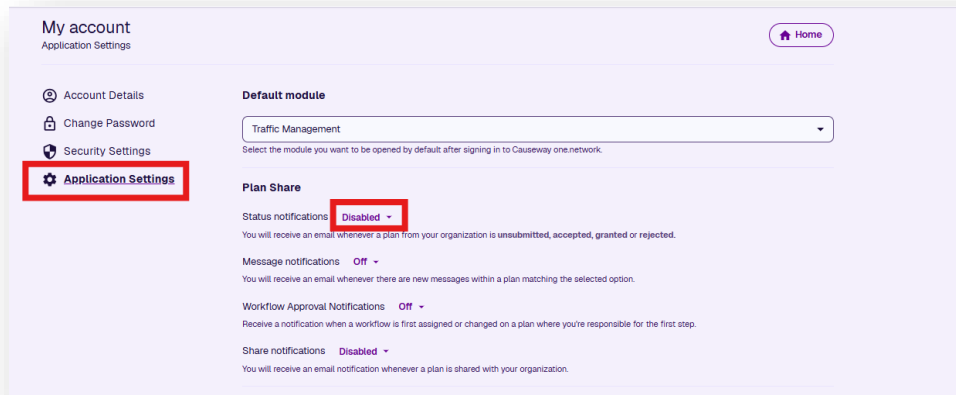 My account
Application Settings
Home
Account Details
Change Password
Security Settings
Application Settings
Default module
Traffic Management
Select the module you want to be opened by default after signing in to Causeway one.network.
Plan Share
Status notifications Disabled
You will receive an email whenever a plan from your organization is unsubmitted, accepted, granted or rejected.
Message notifications Off
You will receive an email whenever there are new messages within a plan matching the selected option.
Workflow Approval Notifications Off
Receive a notification when a workflow is first assigned or changed on a plan where you're responsible for the first step.
Share notifications Disabled
You will receive an email notification whenever a plan is shared with your organization.